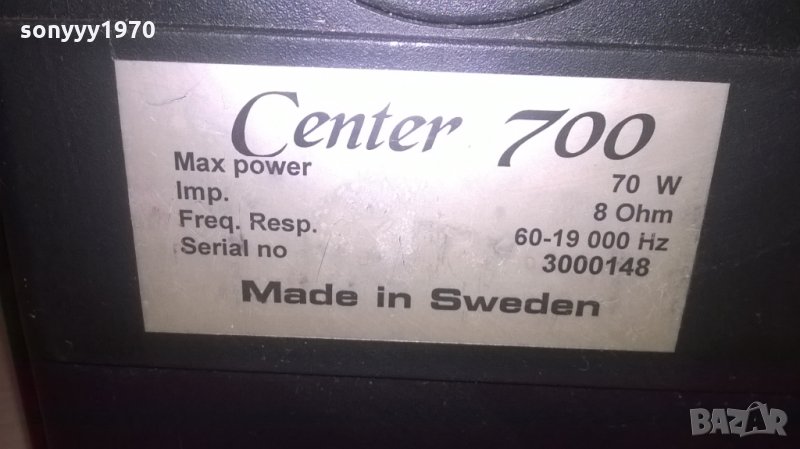 sonyyy1970
Center 700
Max power 70 W
Imp. 8 Ohm
Freq. Resp. 60-19 000 Hz
Serial no 3000148
Made in Sweden
BAZAR